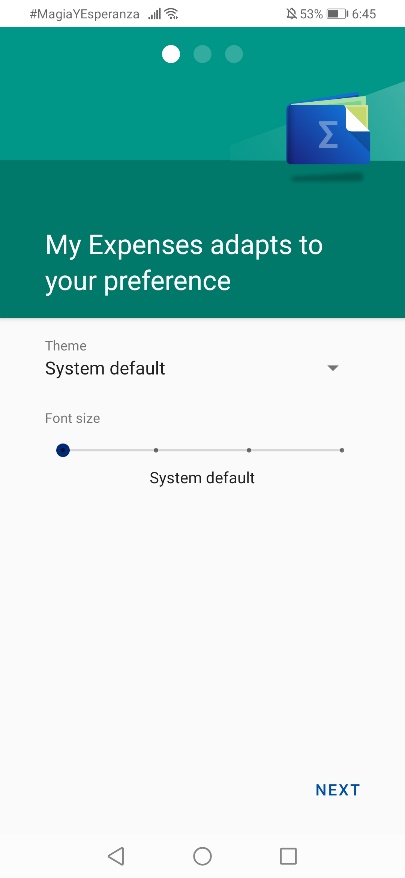 #MagiaYEsperanza 53% 6:45
Σ
My Expenses adapts to
your preference
Theme
System default
Font size
System default
NEXT